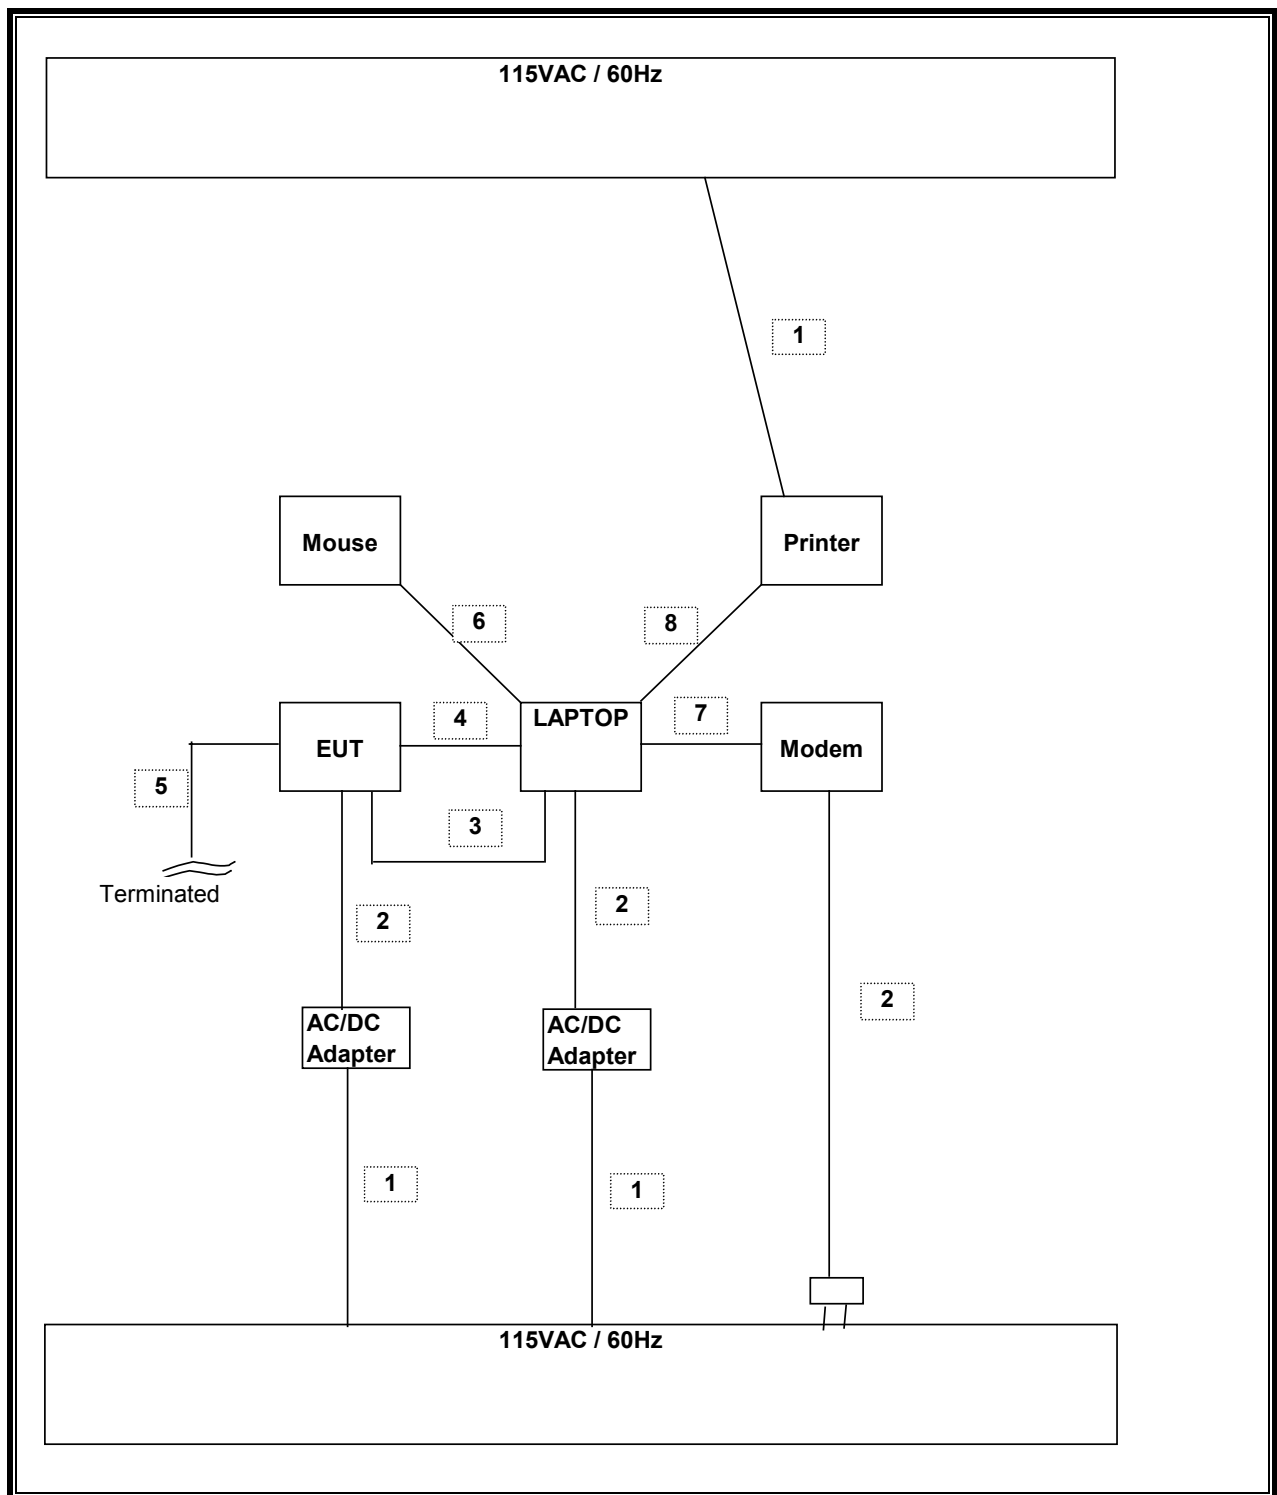 115VAC / 60Hz
1
Mouse
Printer
6
8
4
LAPTOP
7
EUT
Modem
5
3
Terminated
2
2
2
AC/DC
Adapter
AC/DC
Adapter
1
1
115VAC / 60Hz